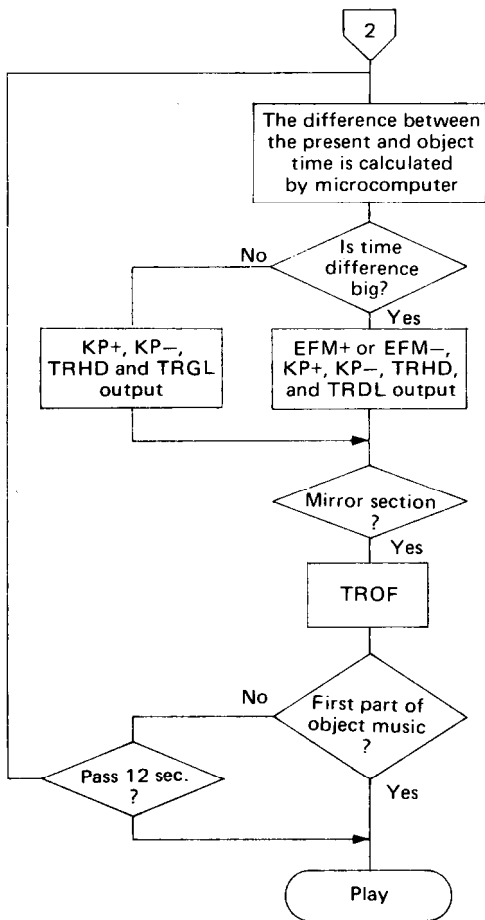 2
The difference between
the present and object
time is calculated
by microcomputer
No
Is time
difference
big?
Yes
KP+, KP−,
TRHD and TRGL
output
EFM+ or EFM−,
KP+, KP−, TRHD,
and TRDL output
Mirror section
?
Yes
TROF
No
First part of
object music
?
Pass 12 sec.
?
Yes
Play